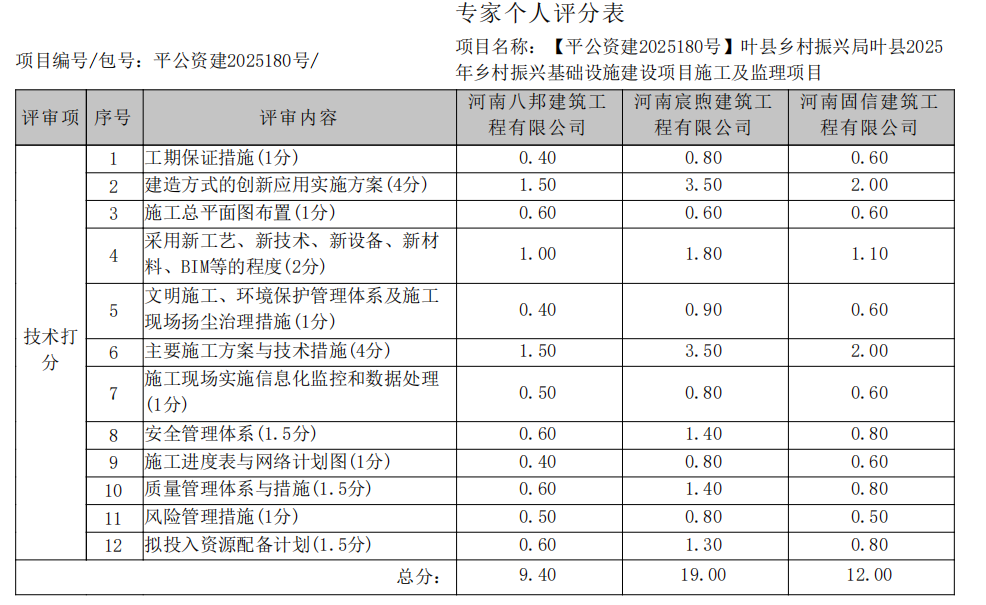 专家个人评分表
项目编号/包号: 平公资建2025180号/
项目名称: 【平公资建2025180号】叶县乡村振兴局叶县2025
年乡村振兴基础设施建设项目施工及监理项目
评审项 序号 评审内容 河南八邦建筑工 河南宸煦建筑工 河南固信建筑工
程有限公司 程有限公司 程有限公司
技术打
分
1 工期保证措施(1分) 0.40 0.80 0.60
2 建造方式的创新应用实施方案(4分) 1.50 3.50 2.00
3 施工总平面图布置(1分) 0.60 0.60 0.60
4 采用新工艺、新技术、新设备、新材
料、BIM等的程度(2分) 1.00 1.80 1.10
5 文明施工、环境保护管理体系及施工
现场扬尘治理措施(1分) 0.40 0.90 0.60
6 主要施工方案与技术措施(4分) 1.50 3.50 2.00
7 施工现场实施信息化监控和数据处理
(1分) 0.50 0.80 0.60
8 安全管理体系(1.5分) 0.60 1.40 0.80
9 施工进度表与网络计划图(1分) 0.40 0.80 0.60
10 质量管理体系与措施(1.5分) 0.60 1.40 0.80
11 风险管理措施(1分) 0.50 0.80 0.50
12 拟投入资源配备计划(1.5分) 0.60 1.30 0.80
总分: 9.40 19.00 12.00